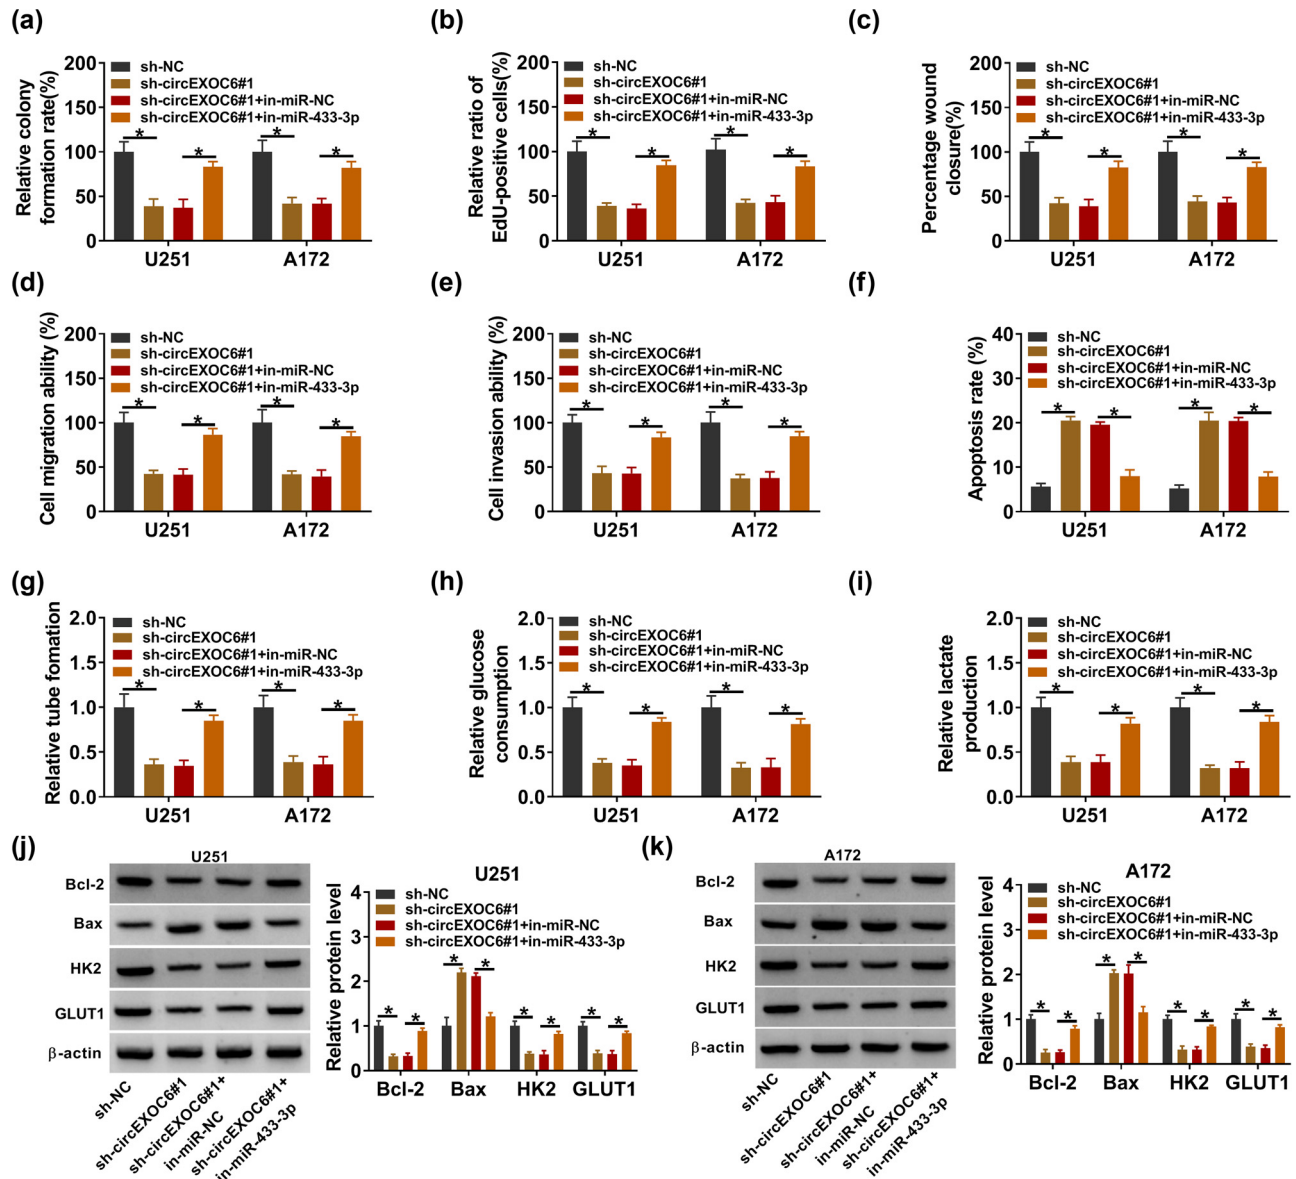 (a)
Relative colony
formation rate(%)
200
150
100
50
0
sh-NC
sh-circEXOC6#1
sh-circEXOC6#1+in-miR-NC
sh-circEXOC6#1+in-miR-433-3p
* * * *
U251 A172
(b)
Relative ratio of
EdU-positive cells(%)
200
150
100
50
0
sh-NC
sh-circEXOC6#1
sh-circEXOC6#1+in-miR-NC
sh-circEXOC6#1+in-miR-433-3p
* * * *
U251 A172
(c)
Percentage wound
closure(%)
200
150
100
50
0
sh-NC
sh-circEXOC6#1
sh-circEXOC6#1+in-miR-NC
sh-circEXOC6#1+in-miR-433-3p
* * * *
U251 A172
(d)
Cell migration ability (%)
200
150
100
50
0
sh-NC
sh-circEXOC6#1
sh-circEXOC6#1+in-miR-NC
sh-circEXOC6#1+in-miR-433-3p
* * * *
U251 A172
(e)
Cell invasion ability (%)
200
150
100
50
0
sh-NC
sh-circEXOC6#1
sh-circEXOC6#1+in-miR-NC
sh-circEXOC6#1+in-miR-433-3p
* * * *
U251 A172
(f)
Apoptosis rate (%)
40
30
20
10
0
sh-NC
sh-circEXOC6#1
sh-circEXOC6#1+in-miR-NC
sh-circEXOC6#1+in-miR-433-3p
* * * *
U251 A172
(g)
Relative tube fomation
2.0
1.5
1.0
0.5
0.0
sh-NC
sh-circEXOC6#1
sh-circEXOC6#1+in-miR-NC
sh-circEXOC6#1+in-miR-433-3p
* * * *
U251 A172
(h)
Relative glucose
consumption
2.0
1.5
1.0
0.5
0.0
sh-NC
sh-circEXOC6#1
sh-circEXOC6#1+in-miR-NC
sh-circEXOC6#1+in-miR-433-3p
* * * *
U251 A172
(i)
Relative lactate
production
2.0
1.5
1.0
0.5
0.0
sh-NC
sh-circEXOC6#1
sh-circEXOC6#1+in-miR-NC
sh-circEXOC6#1+in-miR-433-3p
* * * *
U251 A172
(j)
U251
Bcl-2
Bax
HK2
GLUT1
β-actin
sh-NC
sh-circEXOC6#1
sh-circEXOC6#1+
in-miR-NC
sh-circEXOC6#1+
in-miR-433-3p
U251
Relative protein level
4
3
2
1
0
sh-NC
sh-circEXOC6#1
sh-circEXOC6#1+in-miR-NC
sh-circEXOC6#1+in-miR-433-3p
* * * * * * * *
Bcl-2 Bax HK2 GLUT1
(k)
A172
Bcl-2
Bax
HK2
GLUT1
β-actin
sh-NC
sh-circEXOC6#1
sh-circEXOC6#1+
in-miR-NC
sh-circEXOC6#1+
in-miR-433-3p
A172
Relative protein level
4
3
2
1
0
sh-NC
sh-circEXOC6#1
sh-circEXOC6#1+in-miR-NC
sh-circEXOC6#1+in-miR-433-3p
* * * * * * * *
Bcl-2 Bax HK2 GLUT1